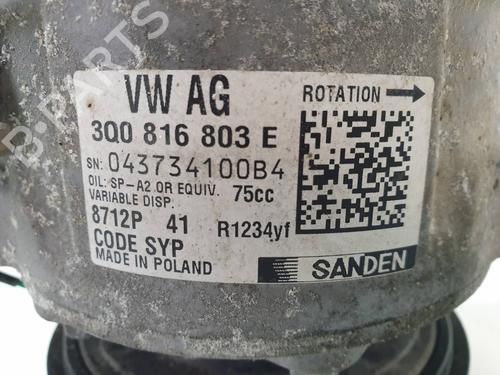 VW AG
ROTATION
3Q0 816 803 E
SN: 043734100B4
OIL: SP-A2 OR EQUIV. 75cc
VARIABLE DISP.
8712P 41 R1234yf
CODE SYP
MADE IN POLAND
SANDEN
B-PARTS